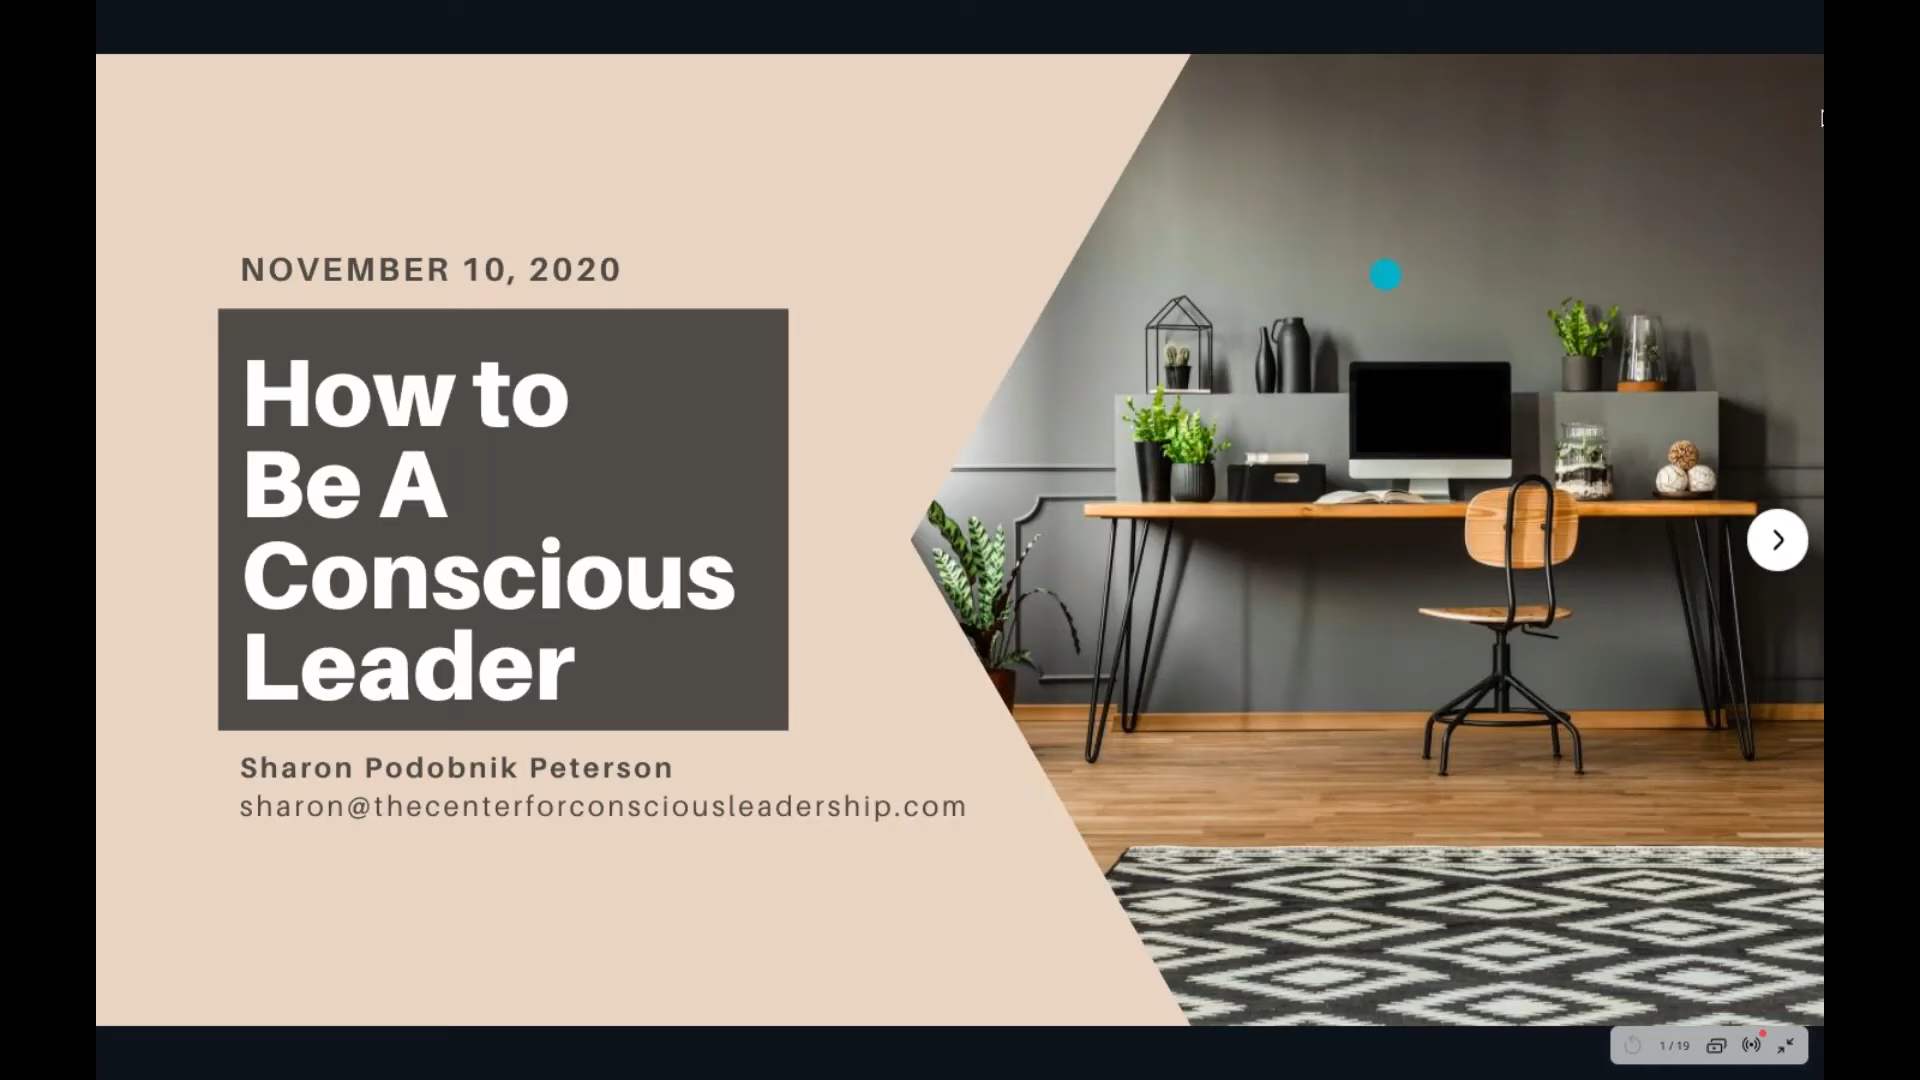 NOVEMBER 10, 2020
How to
Be A
Conscious
Leader
Sharon Podobnik Peterson
sharon@thecenterforconsciousleadership.com
1 / 19